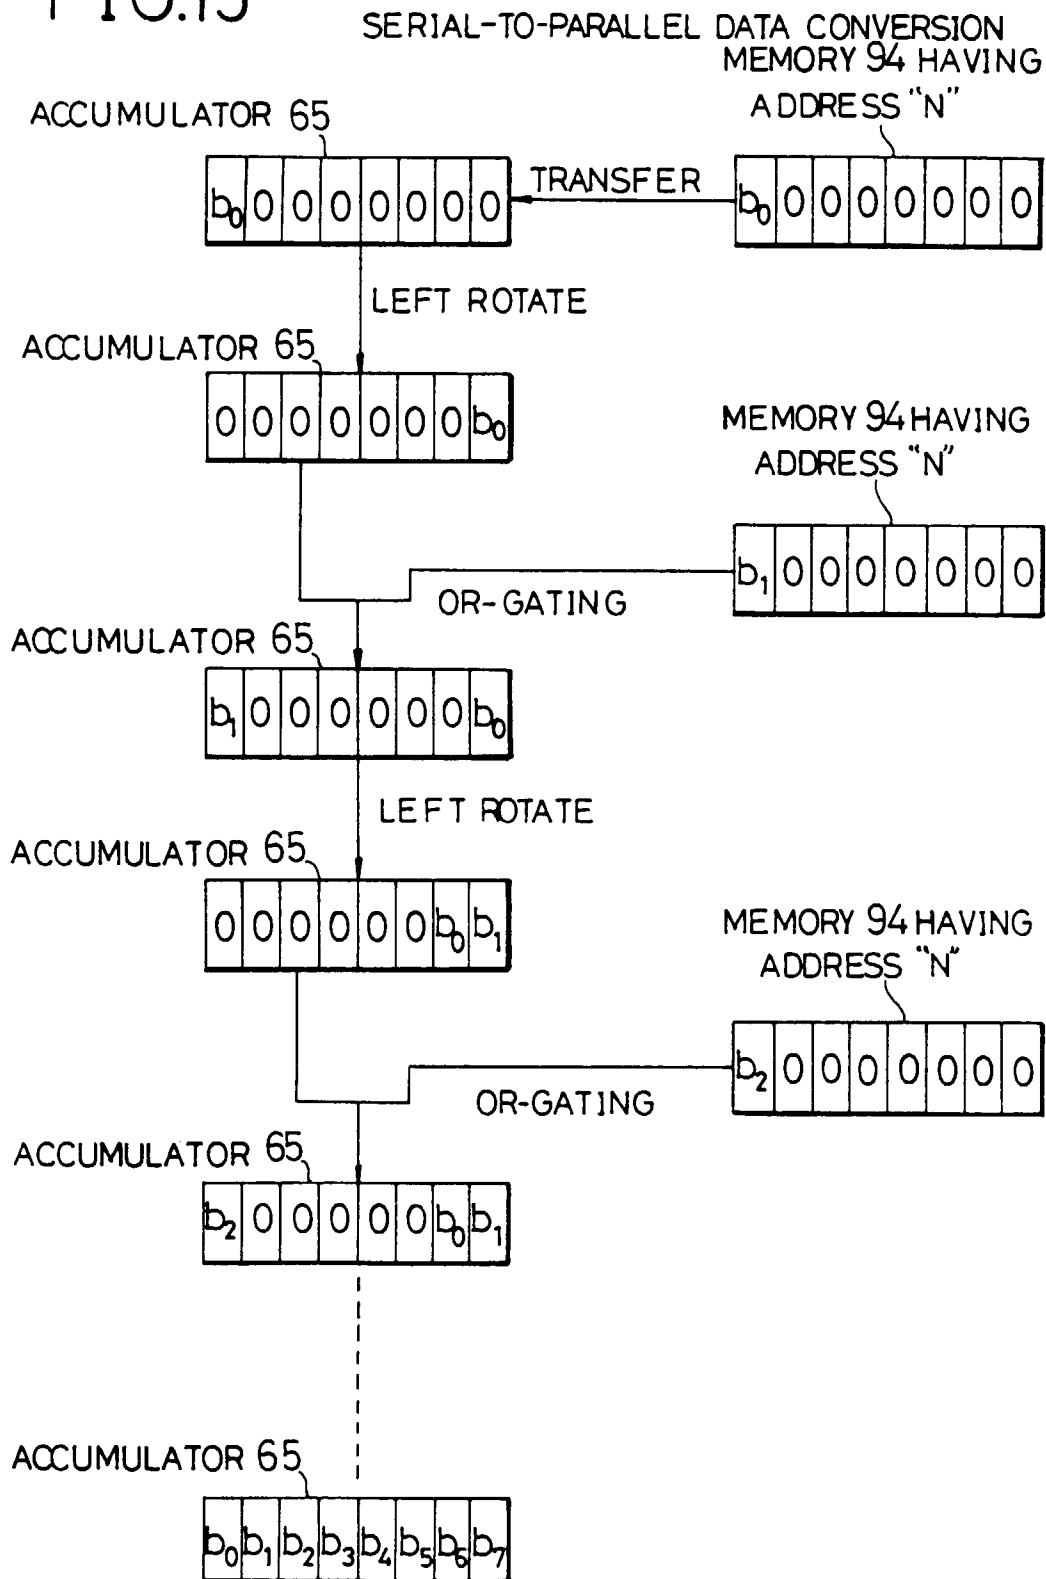 FIG.15
SERIAL-TO-PARALLEL DATA CONVERSION
MEMORY 94 HAVING
ADDRESS "N"
ACCUMULATOR 65
b₀ 0 0 0 0 0 0 0
TRANSFER
b₀ 0 0 0 0 0 0 0
LEFT ROTATE
ACCUMULATOR 65
0 0 0 0 0 0 0 b₀
MEMORY 94 HAVING
ADDRESS "N"
b₁ 0 0 0 0 0 0 0
OR-GATING
ACCUMULATOR 65
b₁ 0 0 0 0 0 0 b₀
LEFT ROTATE
ACCUMULATOR 65
0 0 0 0 0 0 b₀ b₁
MEMORY 94 HAVING
ADDRESS "N"
b₂ 0 0 0 0 0 0 0
OR-GATING
ACCUMULATOR 65
b₂ 0 0 0 0 0 b₀ b₁
ACCUMULATOR 65
b₀ b₁ b₂ b₃ b₄ b₅ b₆ b₇